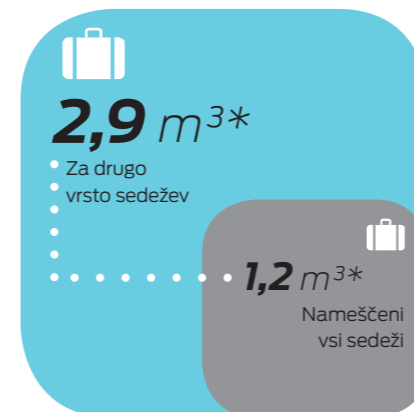 2,9 m³*
Za drugo
vrsto sedežev
1,2 m³*
Nameščeni
vsi sedeži